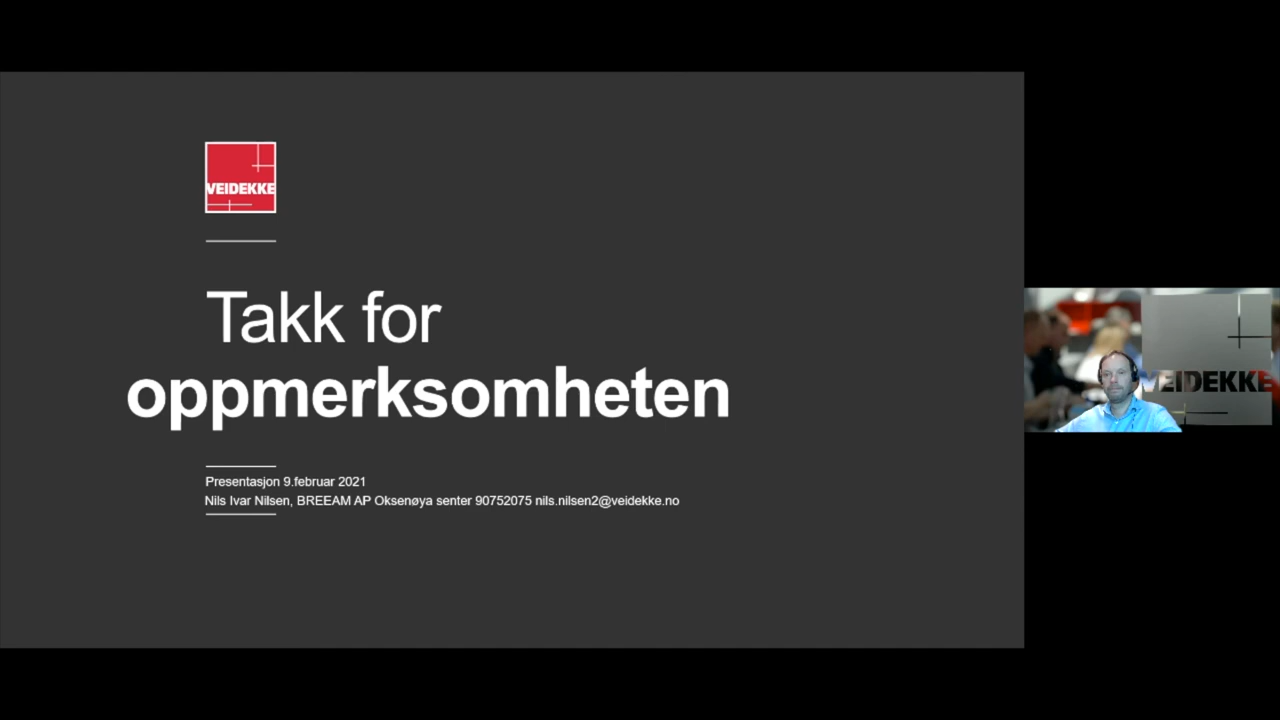 VEIDEKKE
Takk for
oppmerksomheten
Presentasjon 9.februar 2021
Nils Ivar Nilsen, BREEAM AP Oksenøya senter 90752075 nils.nilsen2@veidekke.no
VEIDEKKE